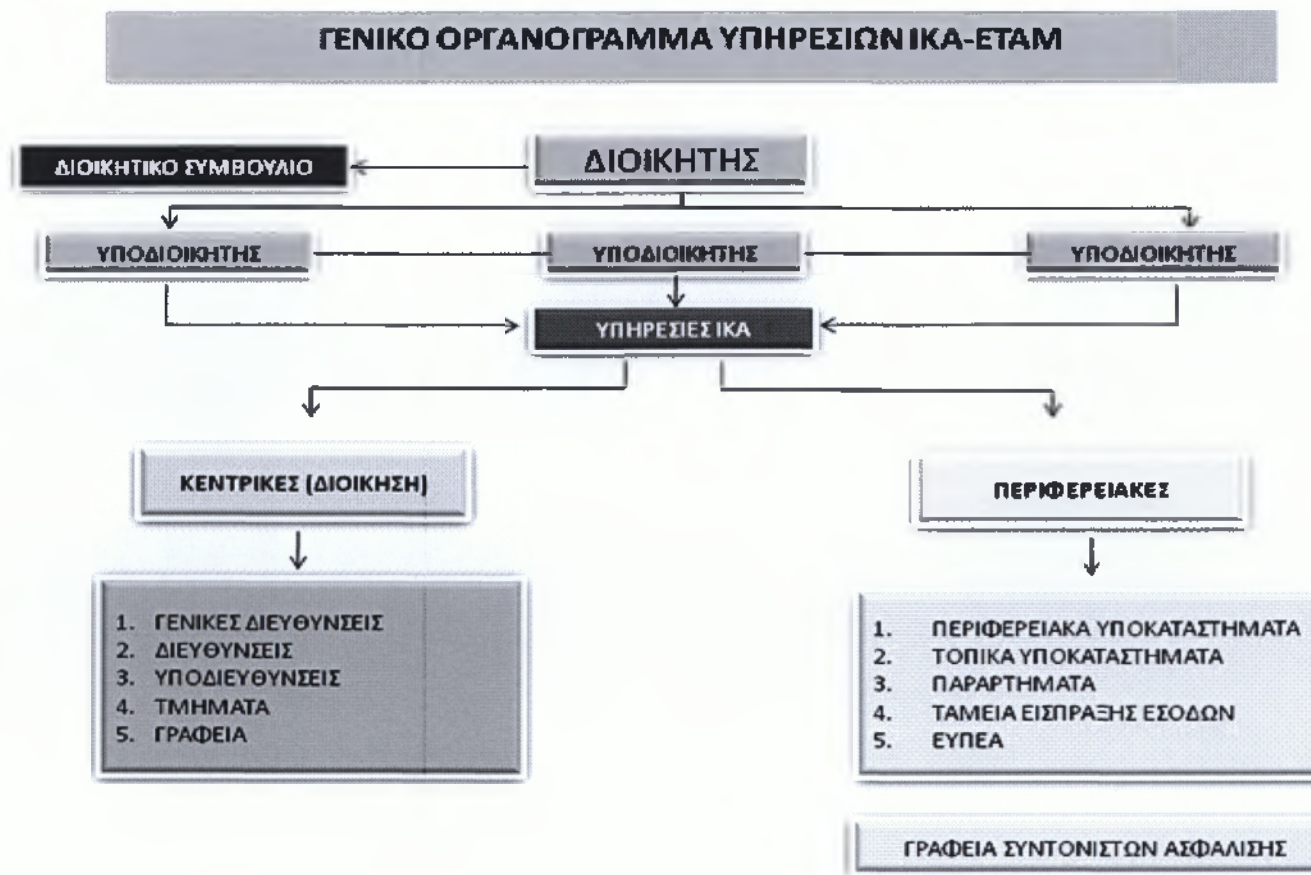 ΓΕΝΙΚΟ ΟΡΓΑΝΟΓΡΑΜΜΑ ΥΠΗΡΕΣΙΩΝ ΙΚΑ-ΕΤΑΜ
ΔΙΟΙΚΗΤΙΚΟ ΣΥΜΒΟΥΛΙΟ
ΔΙΟΙΚΗΤΗΣ
ΥΠΟΔΙΟΙΚΗΤΗΣ
ΥΠΟΔΙΟΙΚΗΤΗΣ
ΥΠΟΔΙΟΙΚΗΤΗΣ
ΥΠΗΡΕΣΙΕΣ ΙΚΑ
ΚΕΝΤΡΙΚΕΣ (ΔΙΟΙΚΗΣΗ)
ΠΕΡΙΦΕΡΕΙΑΚΕΣ
1. ΓΕΝΙΚΕΣ ΔΙΕΥΘΥΝΣΕΙΣ
2. ΔΙΕΥΘΥΝΣΕΙΣ
3. ΥΠΟΔΙΕΥΘΥΝΣΕΙΣ
4. ΤΜΗΜΑΤΑ
5. ΓΡΑΦΕΙΑ
1. ΠΕΡΙΦΕΡΕΙΑΚΑ ΥΠΟΚΑΤΑΣΤΗΜΑΤΑ
2. ΤΟΠΙΚΑ ΥΠΟΚΑΤΑΣΤΗΜΑΤΑ
3. ΠΑΡΑΡΤΗΜΑΤΑ
4. ΤΑΜΕΙΑ ΕΙΣΠΡΑΞΗΣ ΕΣΟΔΩΝ
5. ΕΥΠΕΑ
ΓΡΑΦΕΙΑ ΣΥΝΤΟΝΙΣΤΩΝ ΑΣΦΑΛΙΣΗΣ